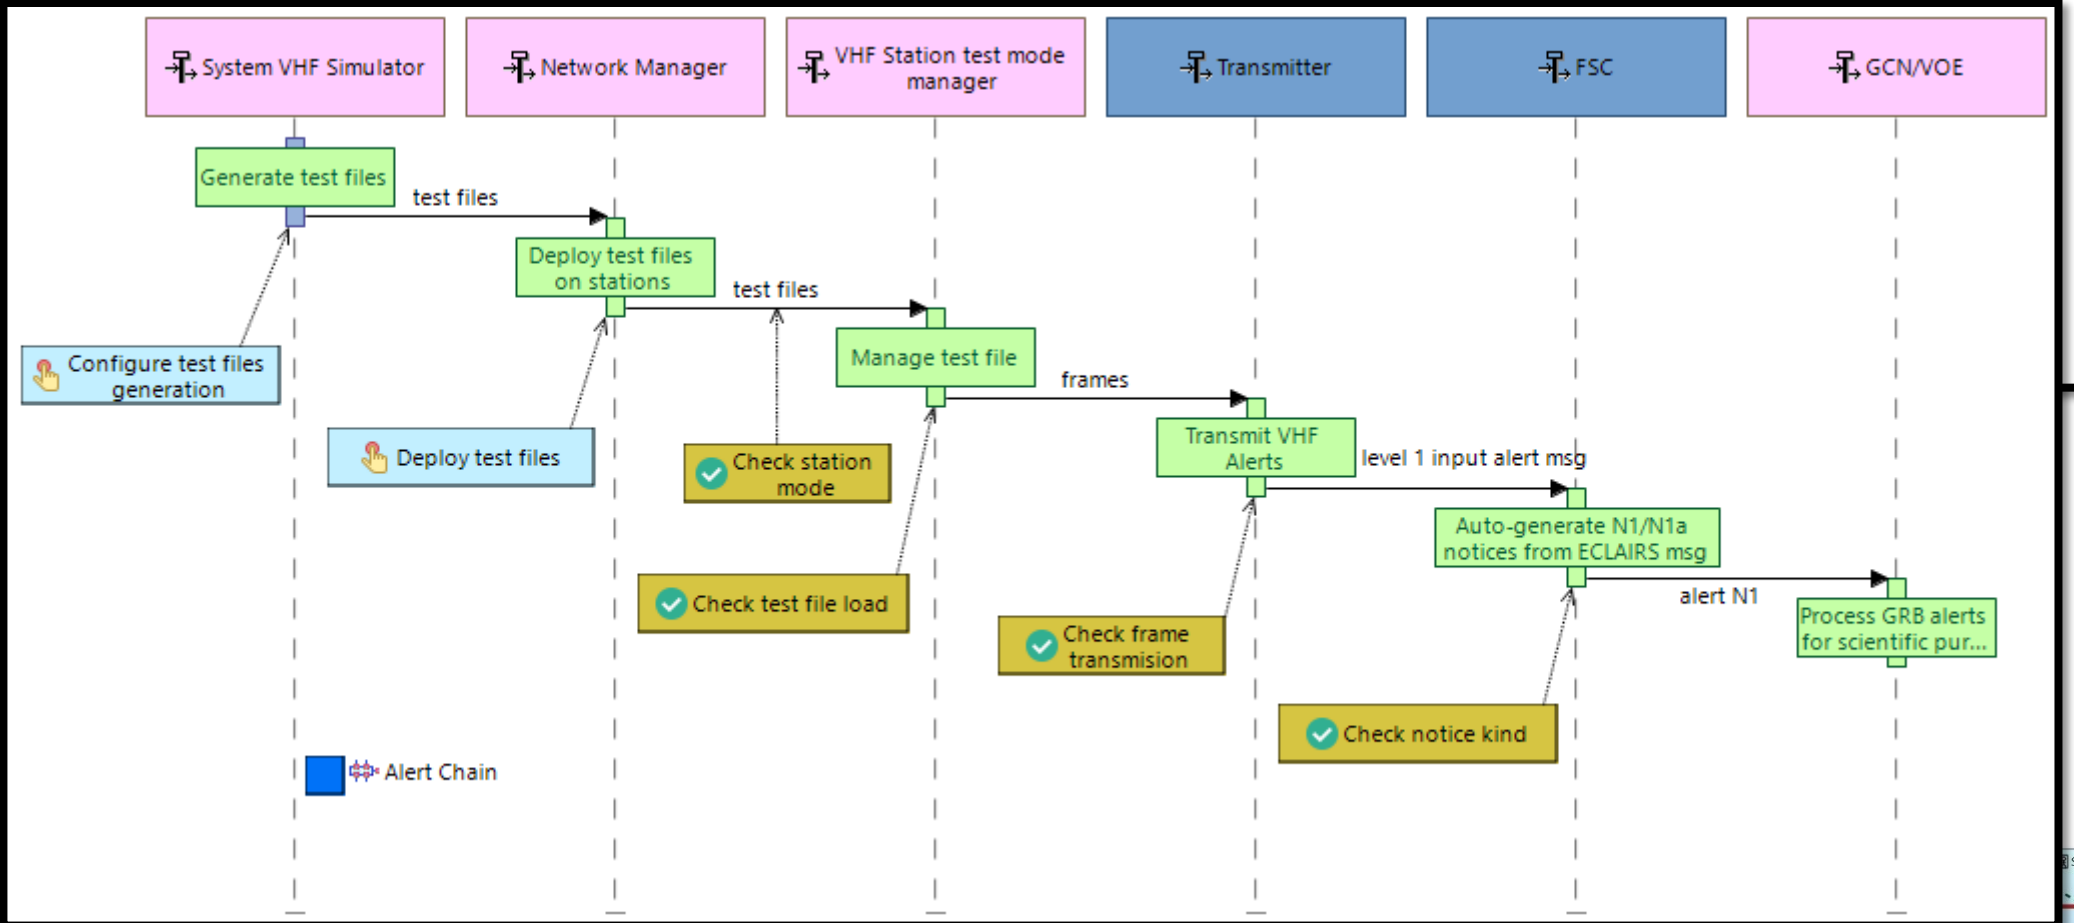 System VHF Simulator
Network Manager
VHF Station test mode
manager
Transmitter
FSC
GCN/VOE
Generate test files
test files
Deploy test files
on stations
test files
Manage test file
frames
Configure test files
generation
Deploy test files
Check station
mode
Transmit VHF
Alerts
level 1 input alert msg
Auto-generate N1/N1a
notices from ECLAIRS msg
alert N1
Process GRB alerts
for scientific pur...
Check test file load
Check frame
transmision
Check notice kind
Alert Chain